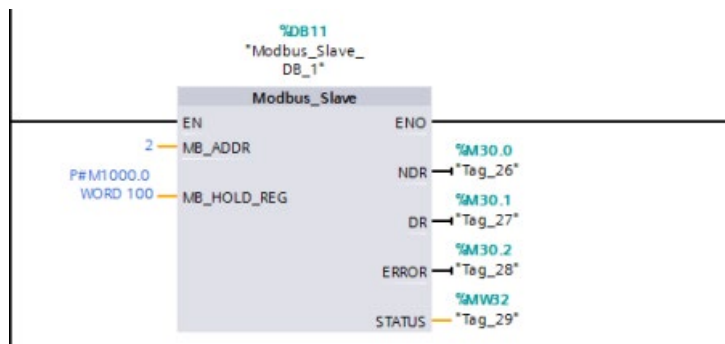 %DB11
"Modbus_Slave_
DB_1"
Modbus_Slave
EN ENO
2 MB_ADDR
%M30.0
NDR "Tag_26"
P#M1000.0
WORD 100 MB_HOLD_REG
%M30.1
DR "Tag_27"
%M30.2
ERROR "Tag_28"
%MW32
STATUS "Tag_29"